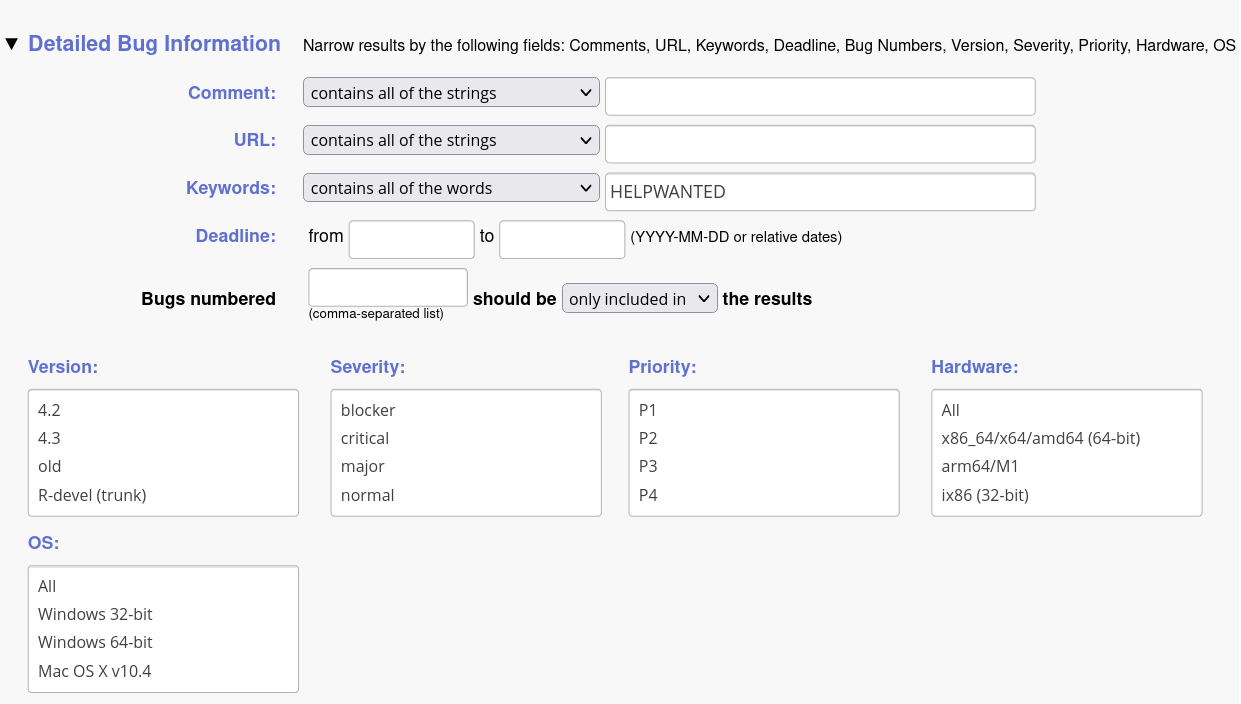 ▼ Detailed Bug Information Narrow results by the following fields: Comments, URL, Keywords, Deadline, Bug Numbers, Version, Severity, Priority, Hardware, OS
Comment: contains all of the strings
URL: contains all of the strings
Keywords: contains all of the words HELPWANTED
Deadline: from to (YYYY-MM-DD or relative dates)
Bugs numbered should be only included in the results
(comma-separated list)
Version: Severity: Priority: Hardware:
4.2 blocker P1 All
4.3 critical P2 x86_64/x64/amd64 (64-bit)
old major P3 arm64/M1
R-devel (trunk) normal P4 ix86 (32-bit)
OS:
All
Windows 32-bit
Windows 64-bit
Mac OS X v10.4